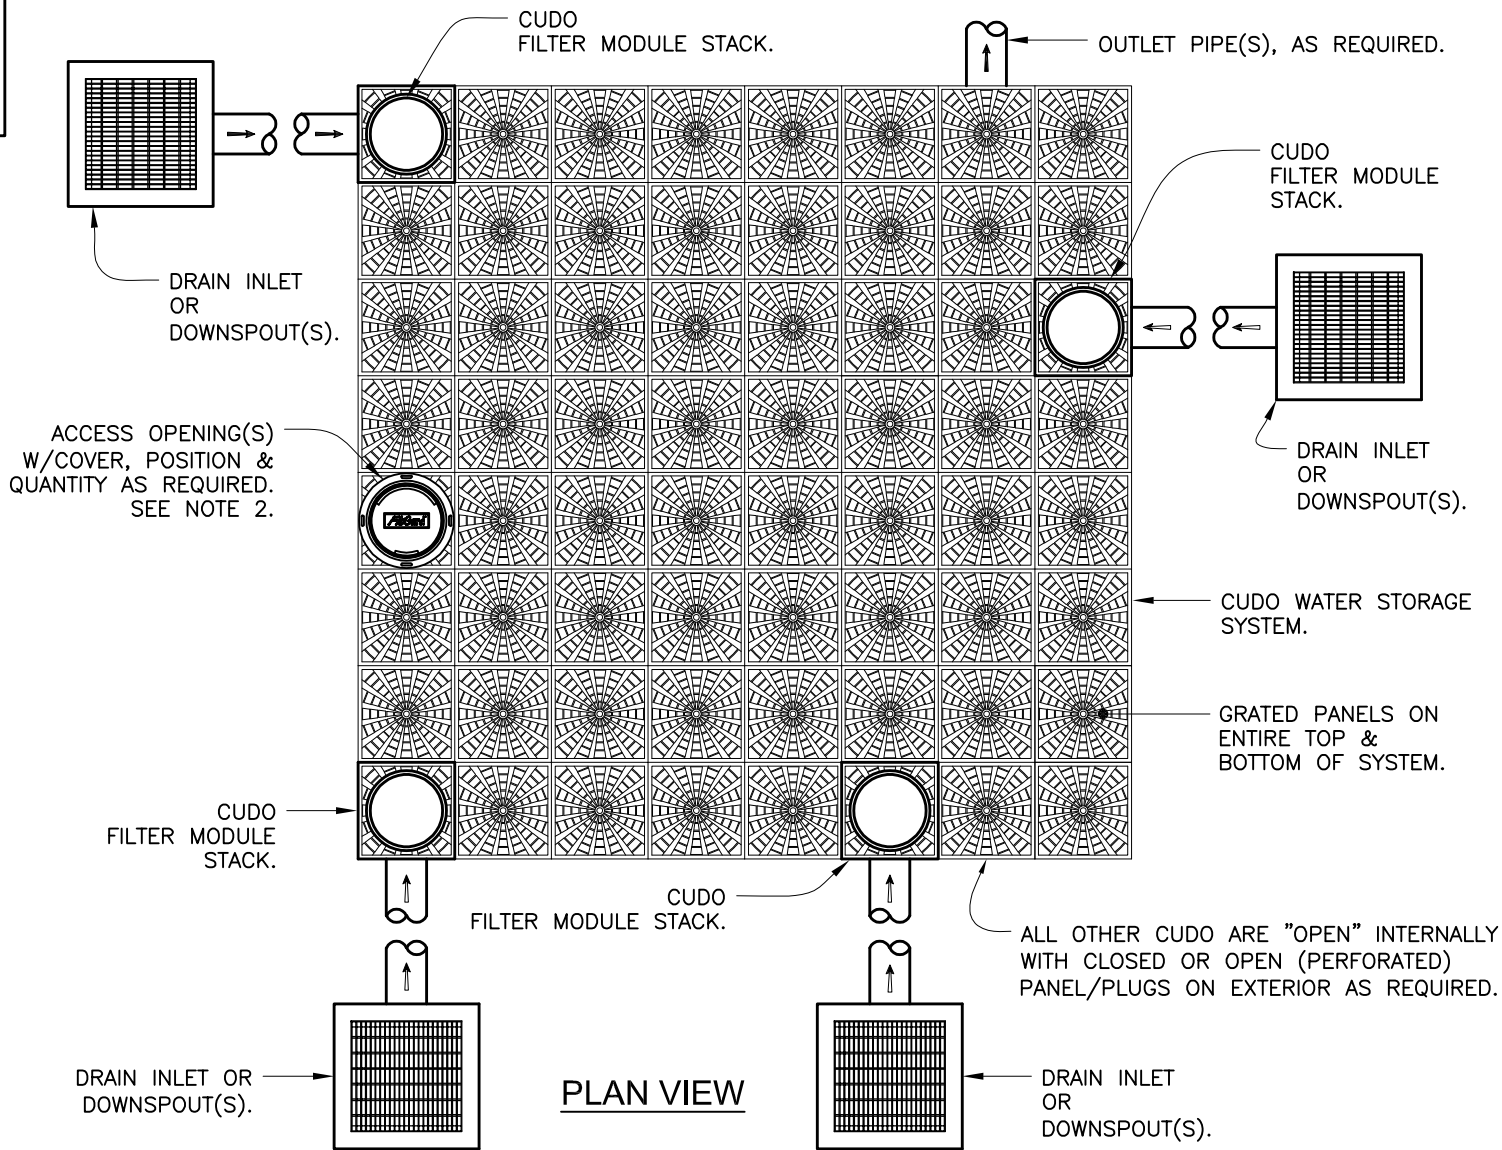 CUDO
FILTER MODULE STACK.
OUTLET PIPE(S), AS REQUIRED.
CUDO
FILTER MODULE
STACK.
DRAIN INLET
OR
DOWNSPOUT(S).
ACCESS OPENING(S)
W/COVER, POSITION &
QUANTITY AS REQUIRED.
SEE NOTE 2.
DRAIN INLET
OR
DOWNSPOUT(S).
CUDO WATER STORAGE
SYSTEM.
GRATED PANELS ON
ENTIRE TOP &
BOTTOM OF SYSTEM.
CUDO
FILTER MODULE
STACK.
CUDO
FILTER MODULE STACK.
ALL OTHER CUDO ARE "OPEN" INTERNALLY
WITH CLOSED OR OPEN (PERFORATED)
PANEL/PLUGS ON EXTERIOR AS REQUIRED.
DRAIN INLET OR
DOWNSPOUT(S).
PLAN VIEW
DRAIN INLET
OR
DOWNSPOUT(S).